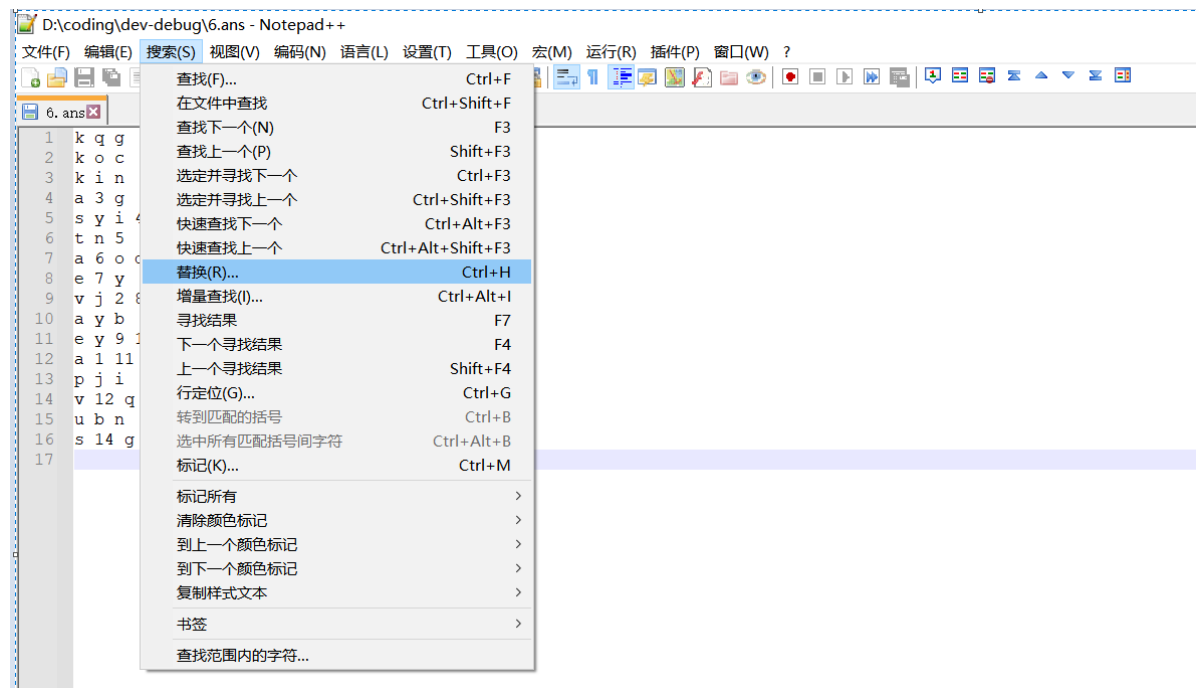 D:\coding\dev-debug\6.ans - Notepad++
文件(F) 编辑(E) 搜索(S) 视图(V) 编码(N) 语言(L) 设置(T) 工具(O) 宏(M) 运行(R) 插件(P) 窗口(W) ?
6. ans
1 k q g
2 k o c
3 k i n
4 a 3 g
5 s y i
6 t n 5
7 a 6 o
8 e 7 y
9 v j 2
10 a y b
11 e y 9
12 a 1 11
13 p j i
14 v 12 q
15 u b n
16 s 14 g
17
查找(F)... Ctrl+F
在文件中查找 Ctrl+Shift+F
查找下一个(N) F3
查找上一个(P) Shift+F3
选定并寻找下一个 Ctrl+F3
选定并寻找上一个 Ctrl+Shift+F3
快速查找下一个 Ctrl+Alt+F3
快速查找上一个 Ctrl+Alt+Shift+F3
替换(R)... Ctrl+H
增量查找(I)... Ctrl+Alt+I
寻找结果 F7
下一个寻找结果 F4
上一个寻找结果 Shift+F4
行定位(G)... Ctrl+G
转到匹配的括号 Ctrl+B
选中所有匹配括号间字符 Ctrl+Alt+B
标记(K)... Ctrl+M
标记所有
清除颜色标记
到上一个颜色标记
到下一个颜色标记
复制样式文本
书签
查找范围内的字符...